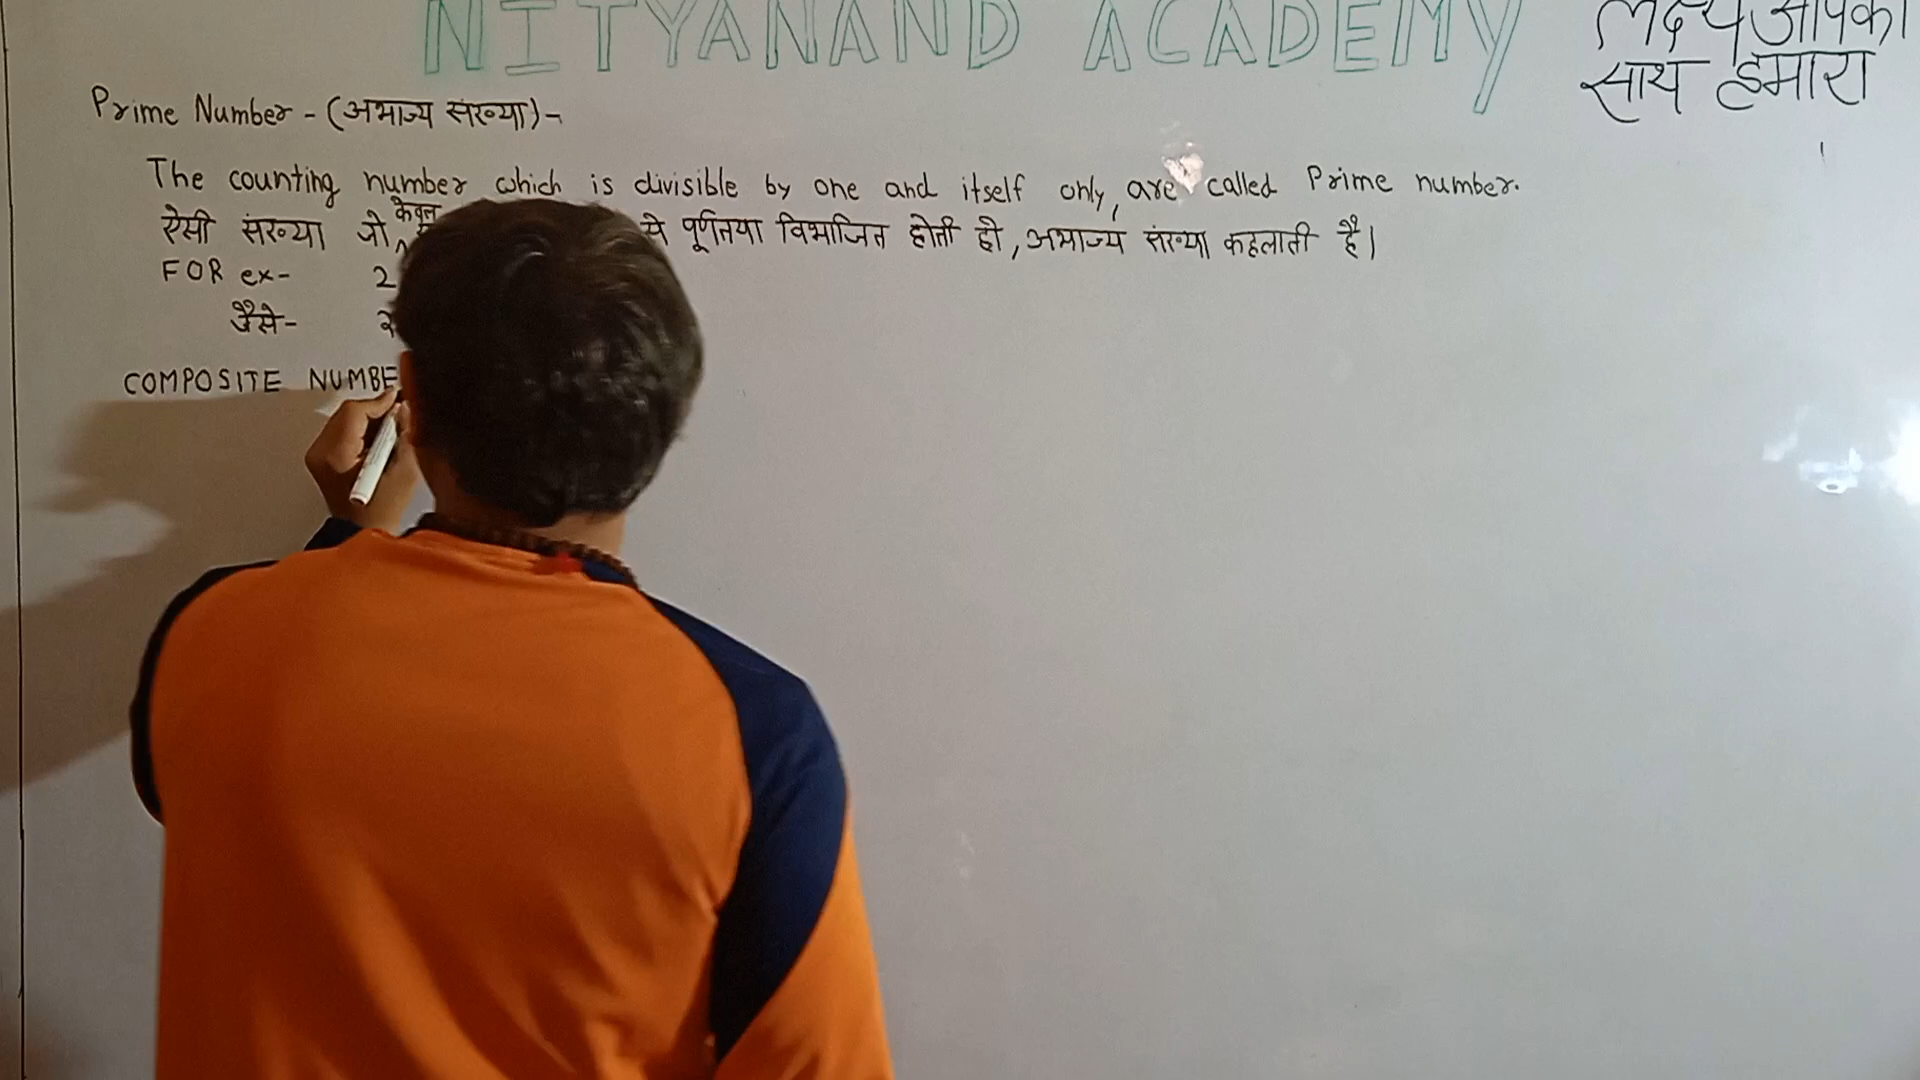 NITYANAND ACADEMY
लक्ष्य आपका
साथ हमारा
Prime Number - (अभाज्य संख्या)-
The counting number which is divisible by one and itself only, are called Prime number.
केवल
ऐसी संख्या जो पूर्णतया विभाजित होती हो, अभाज्य संख्या कहलाती है।
FOR ex- 2
जैसे- २
COMPOSITE NUMBE